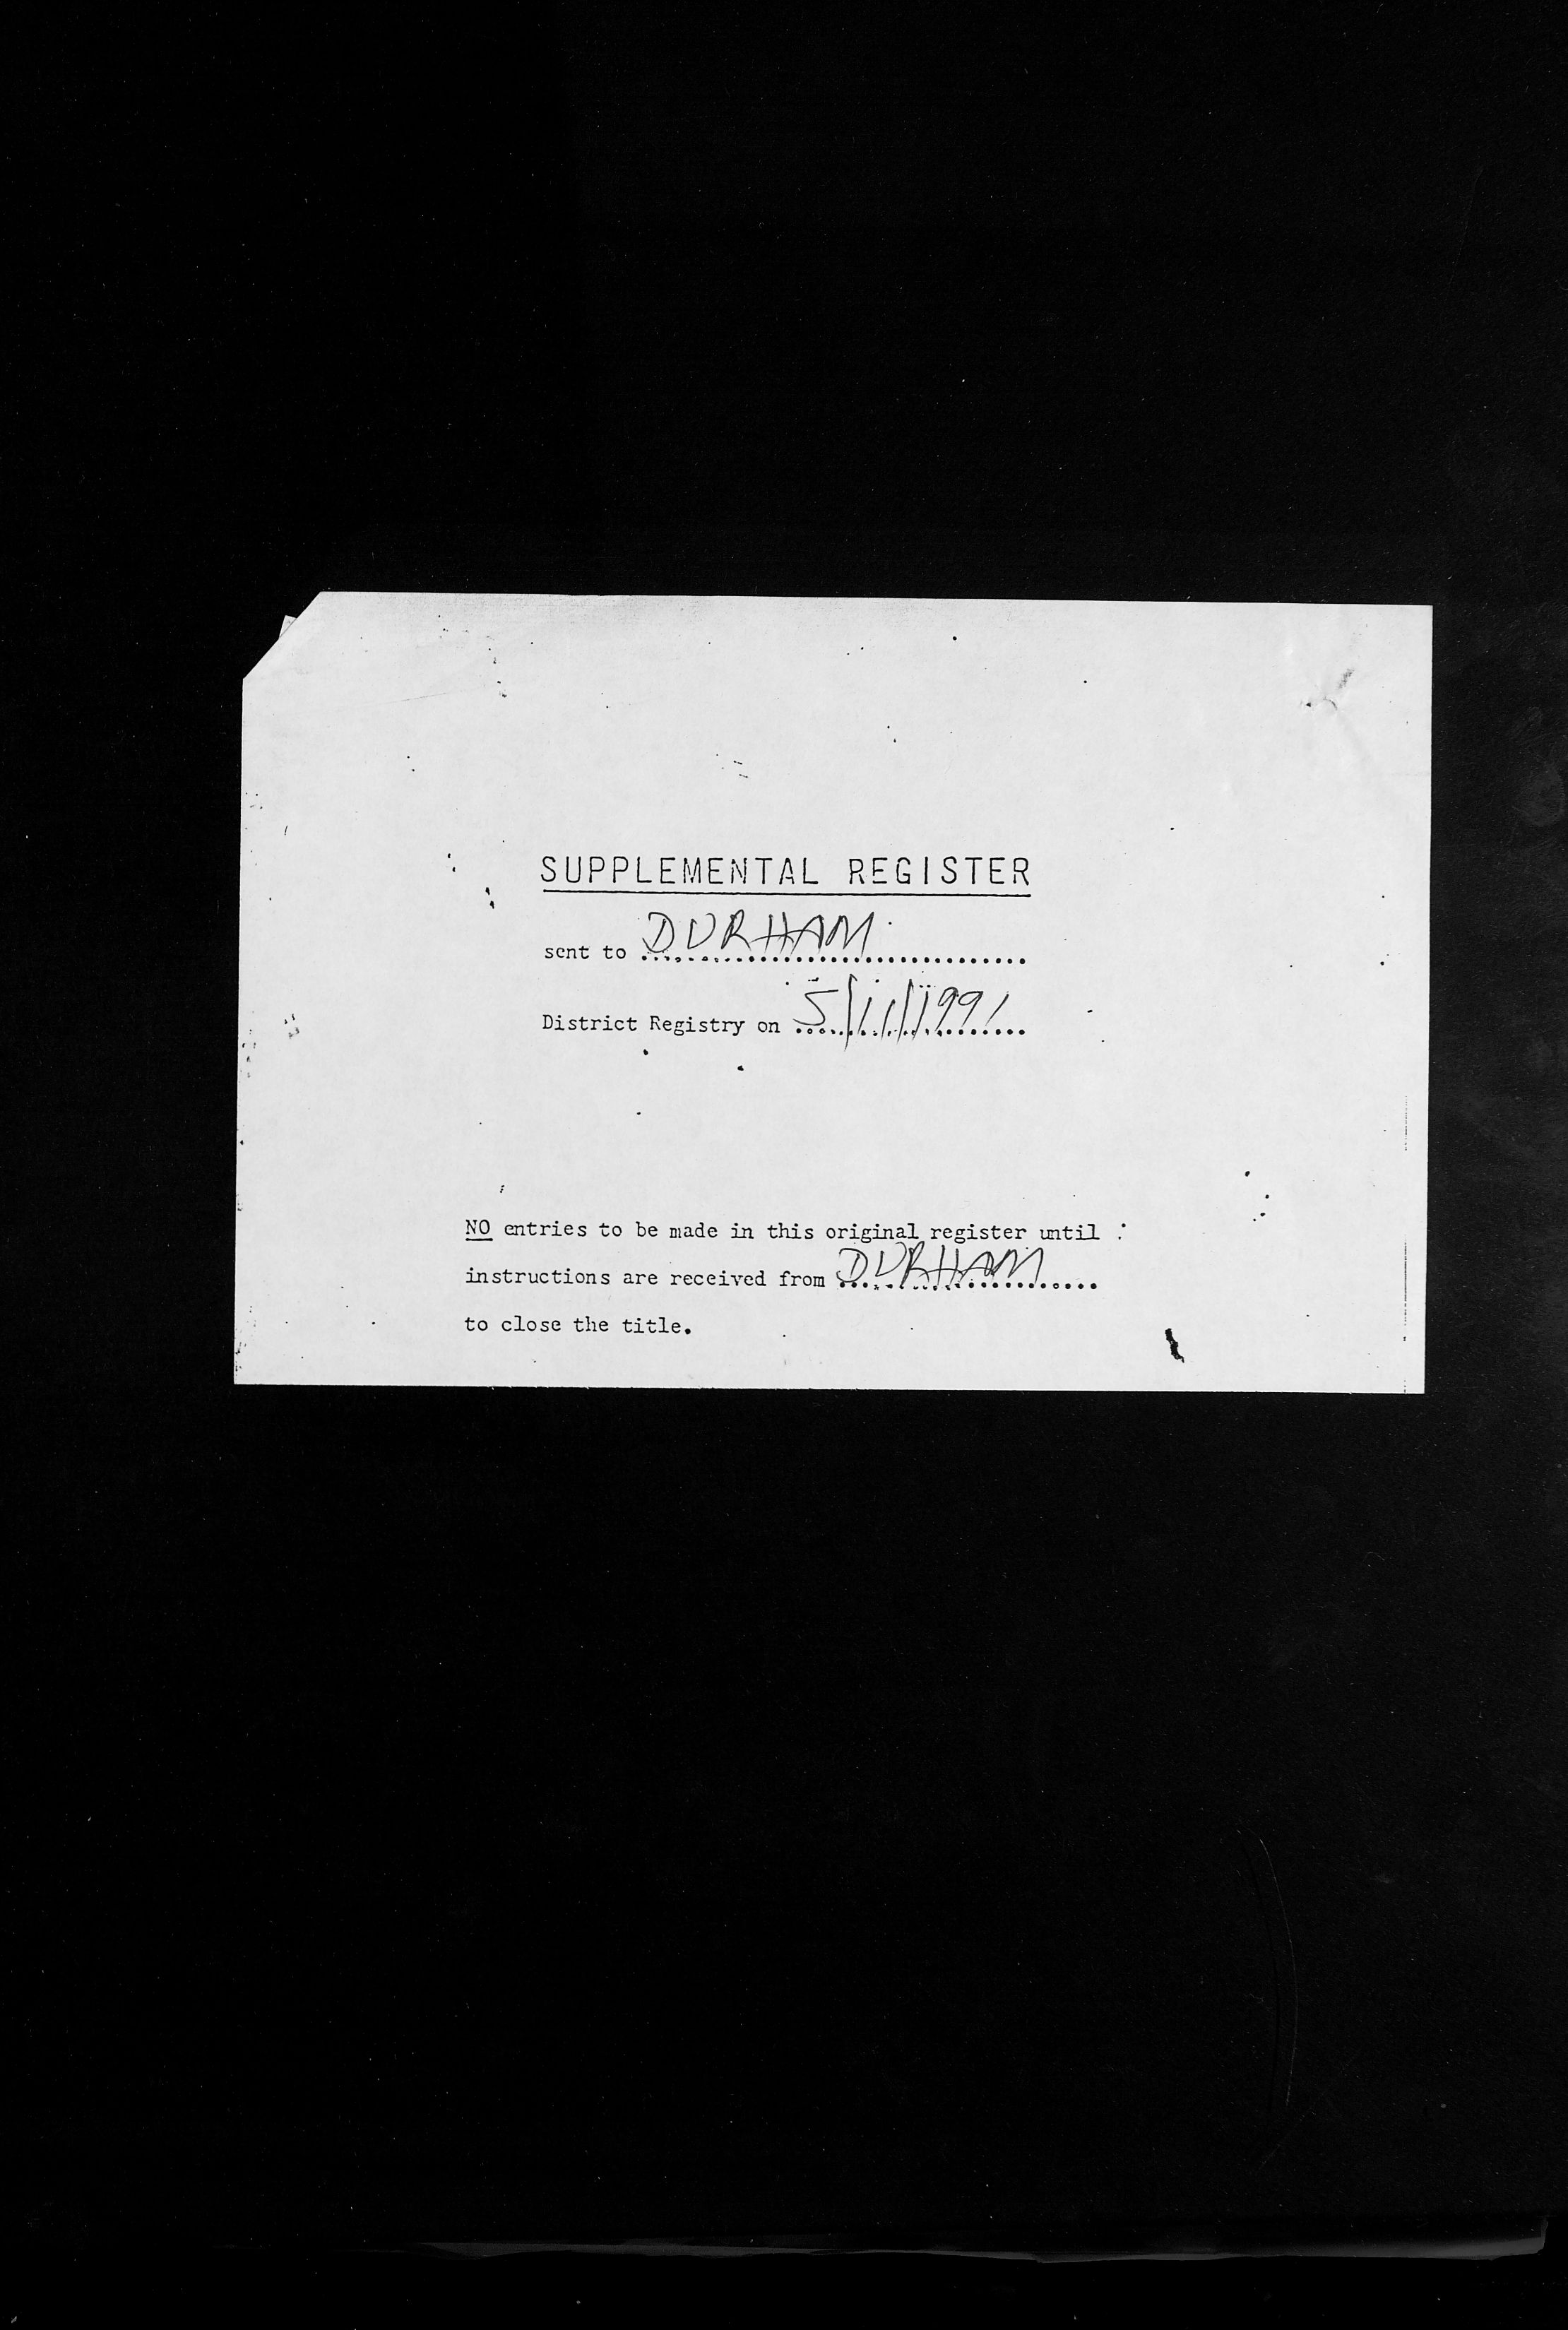 SUPPLEMENTAL REGISTER
sent to DURHAM
District Registry on 5/11/1991
NO entries to be made in this original register until
instructions are received from DURHAM
to close the title.